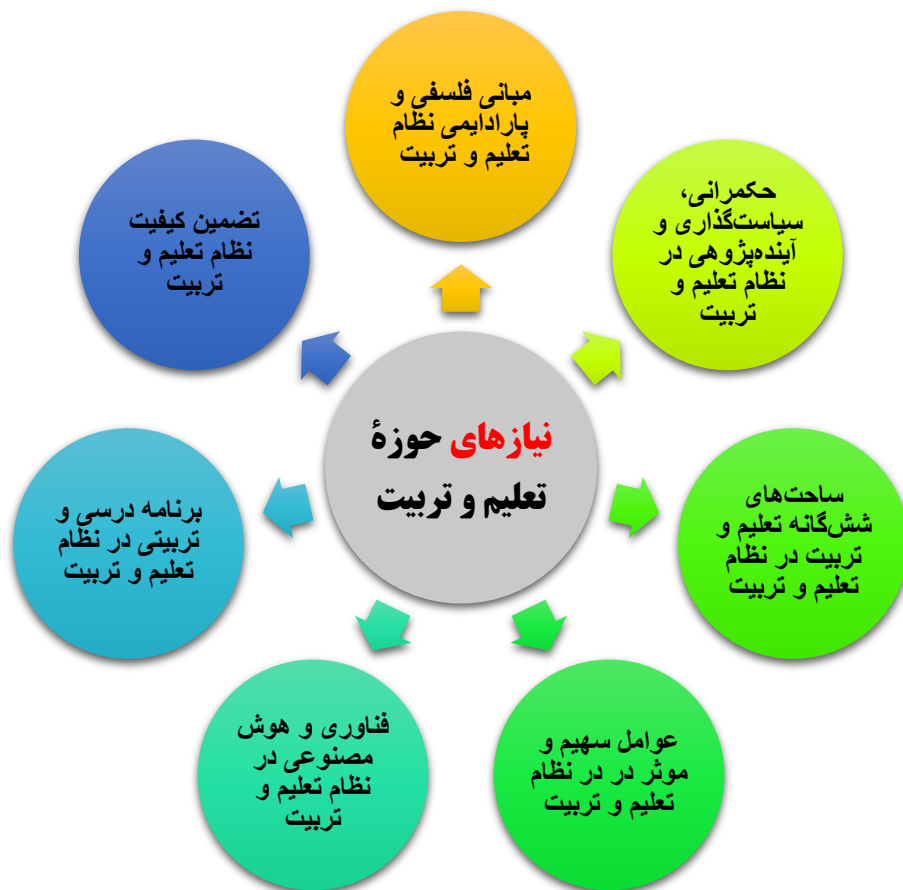 مبانی فلسفی و
پارادایمی نظام
تعلیم و تربیت
حکمرانی،
سیاست‌گذاری و
آینده‌پژوهی در
نظام تعلیم و
تربیت
ساحت‌های
شش‌گانه تعلیم و
تربیت در نظام
تعلیم و تربیت
عوامل سهیم و
موثر در در نظام
تعلیم و تربیت
فناوری و هوش
مصنوعی در
نظام تعلیم و
تربیت
برنامه درسی و
تربیتی در نظام
تعلیم و تربیت
تضمین کیفیت
نظام تعلیم و
تربیت
نیازهای حوزهٔ
تعلیم و تربیت